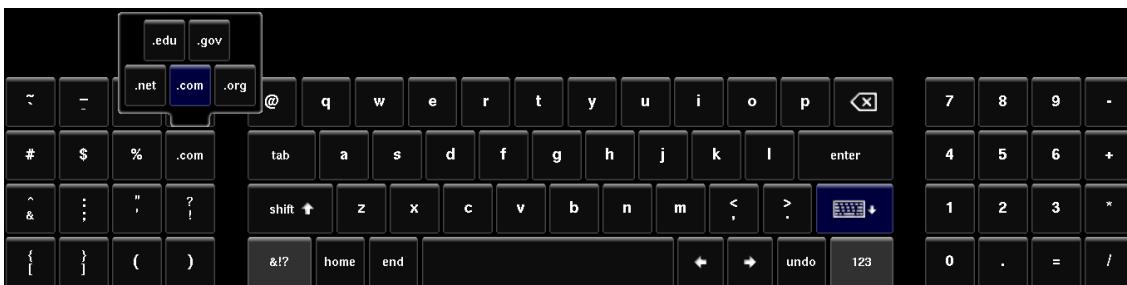 .edu .gov
.net .com .org
~ ` _ - @ q w e r t y u i o p 7 8 9 -
# $ % .com tab a s d f g h j k l enter 4 5 6 +
^ & : ; " ' ? ! shift z x c v b n m < , > . 1 2 3 *
{ [ } ] ( ) &!? home end undo 123 0 . = /